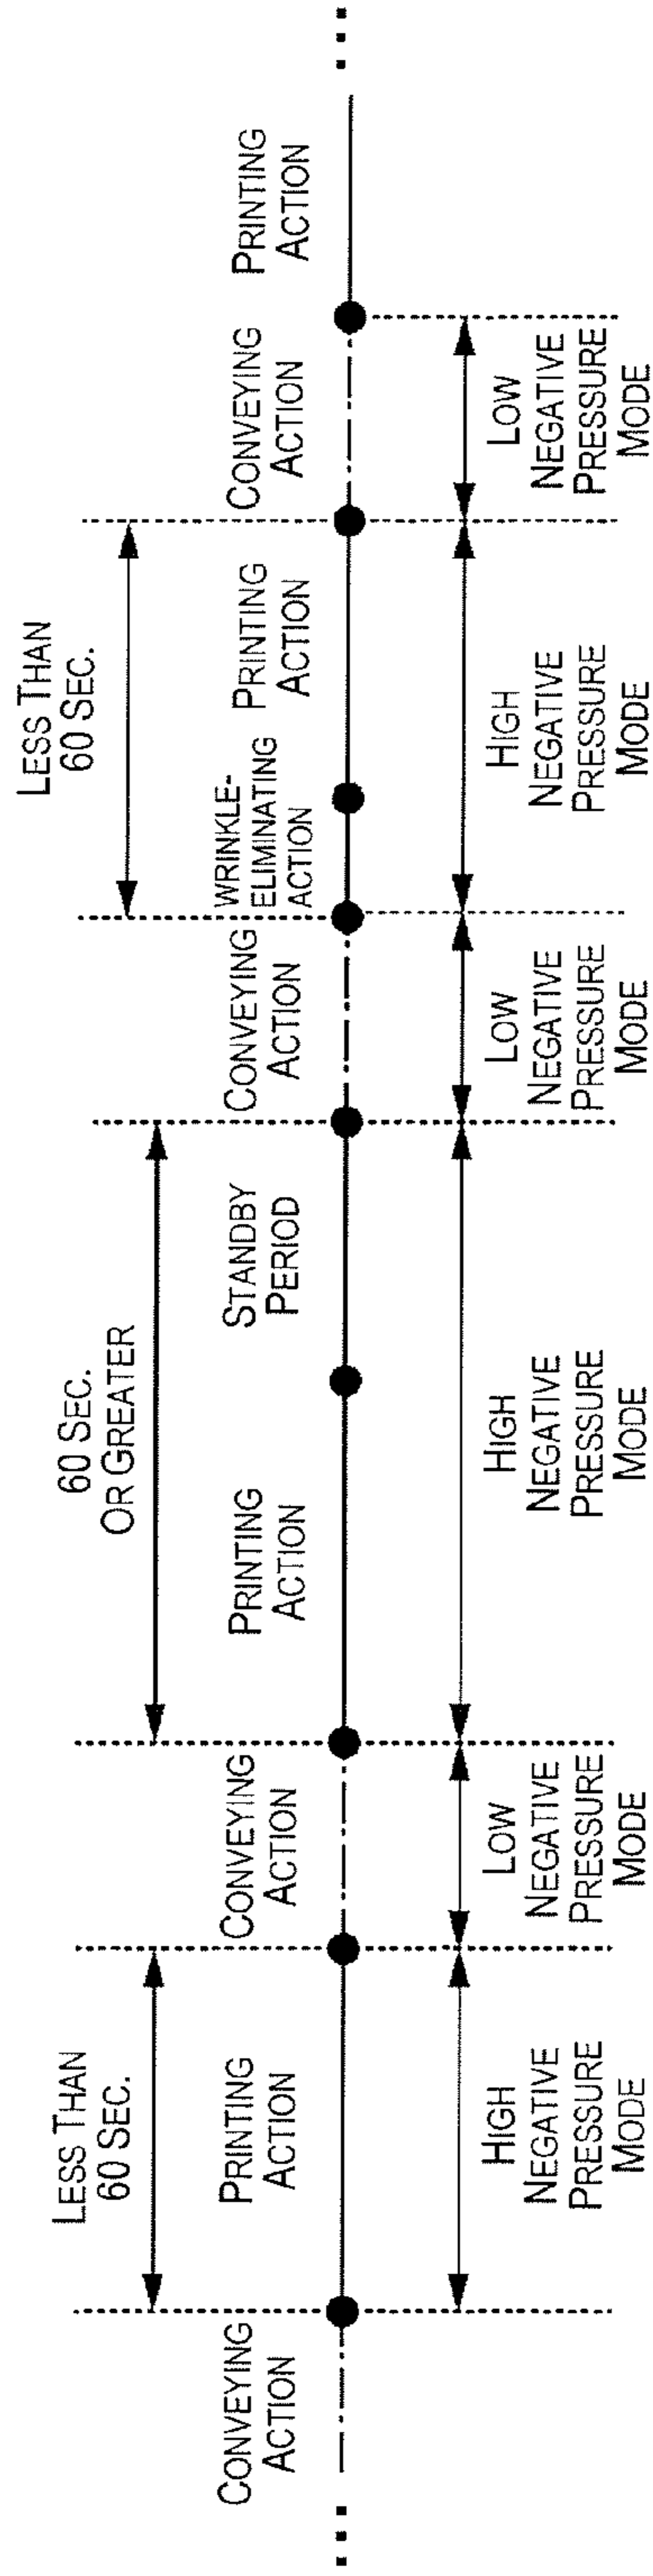 LESS THAN
60 SEC.
60 SEC.
OR GREATER
LESS THAN
60 SEC.
CONVEYING
ACTION
PRINTING
ACTION
CONVEYING
ACTION
PRINTING
ACTION
STANDBY
PERIOD
CONVEYING
ACTION
WRINKLE-
ELIMINATING
ACTION
PRINTING
ACTION
CONVEYING
ACTION
PRINTING
ACTION
HIGH
NEGATIVE
PRESSURE
MODE
LOW
NEGATIVE
PRESSURE
MODE
HIGH
NEGATIVE
PRESSURE
MODE
LOW
NEGATIVE
PRESSURE
MODE
HIGH
NEGATIVE
PRESSURE
MODE
LOW
NEGATIVE
PRESSURE
MODE